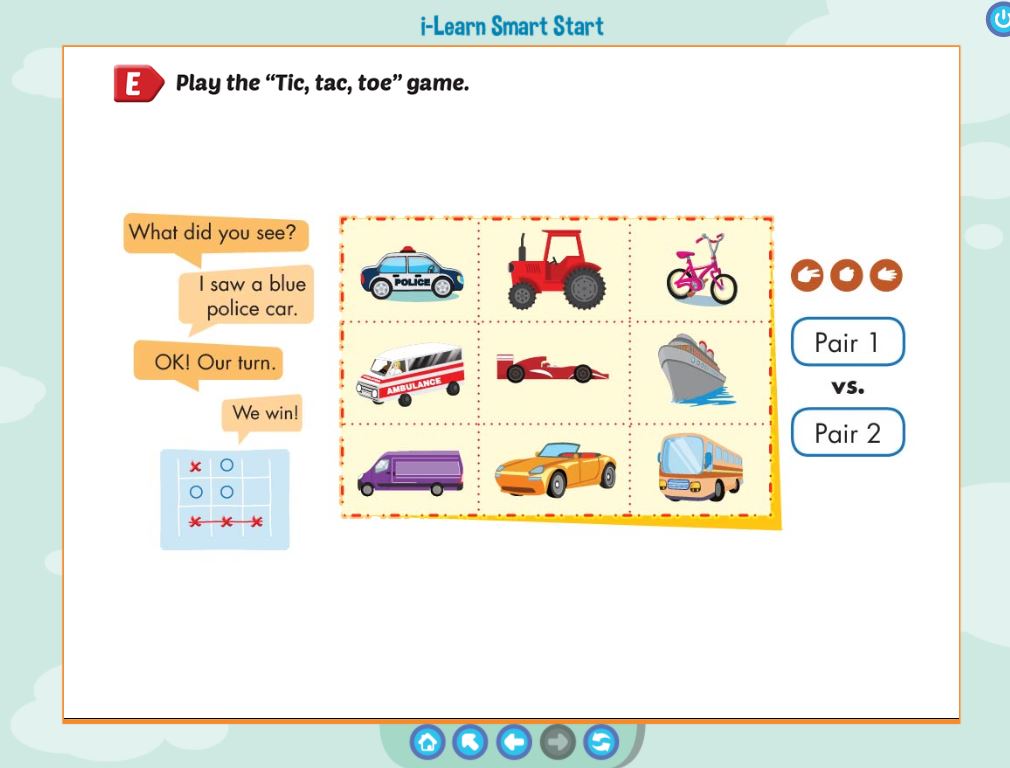 i-Learn Smart Start
E Play the “Tic, tac, toe” game.
What did you see?
I saw a blue
police car.
OK! Our turn.
We win!
POLICE
AMBULANCE
Pair 1
vs.
Pair 2